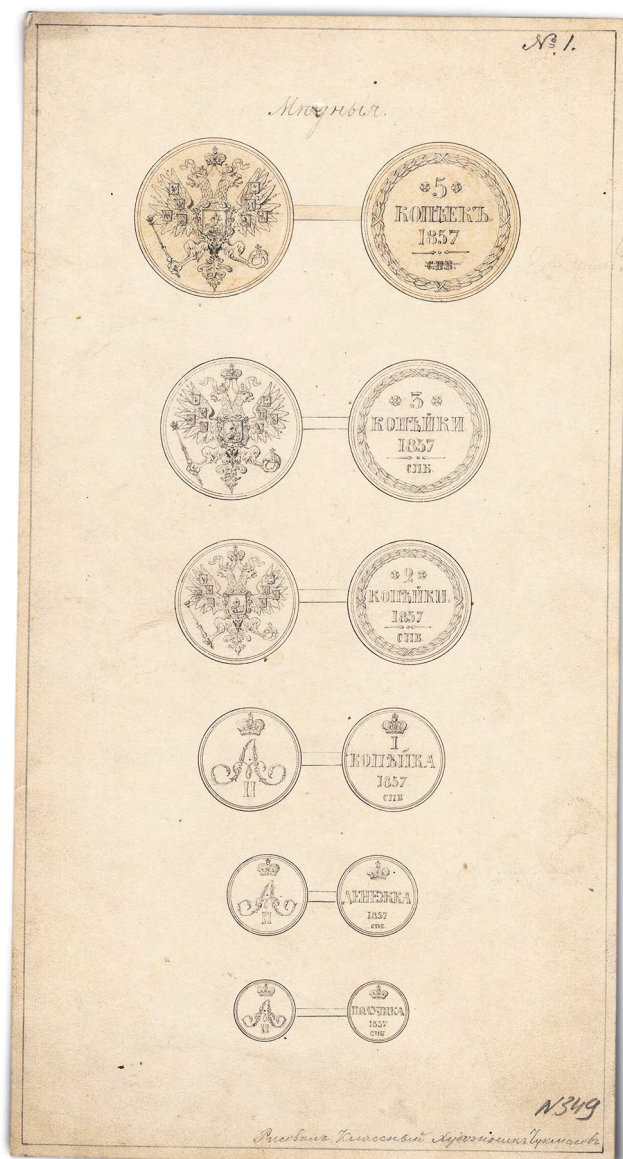 № 1.
Мѣдныя.
5
КОПѢЕКЪ.
1857
С.П.Б.
3
КОПѢЙКИ
1857
СПБ.
2
КОПѢЙКИ.
1857
СПБ
А
II
1
КОПѢЙКА
1857
СПБ
А
II
ДЕНЕЖКА
1857
СПБ.
А
II
ПОЛУШКА
1857
СПБ
N349
Рисовалъ Классный Художникъ Чукмасовъ